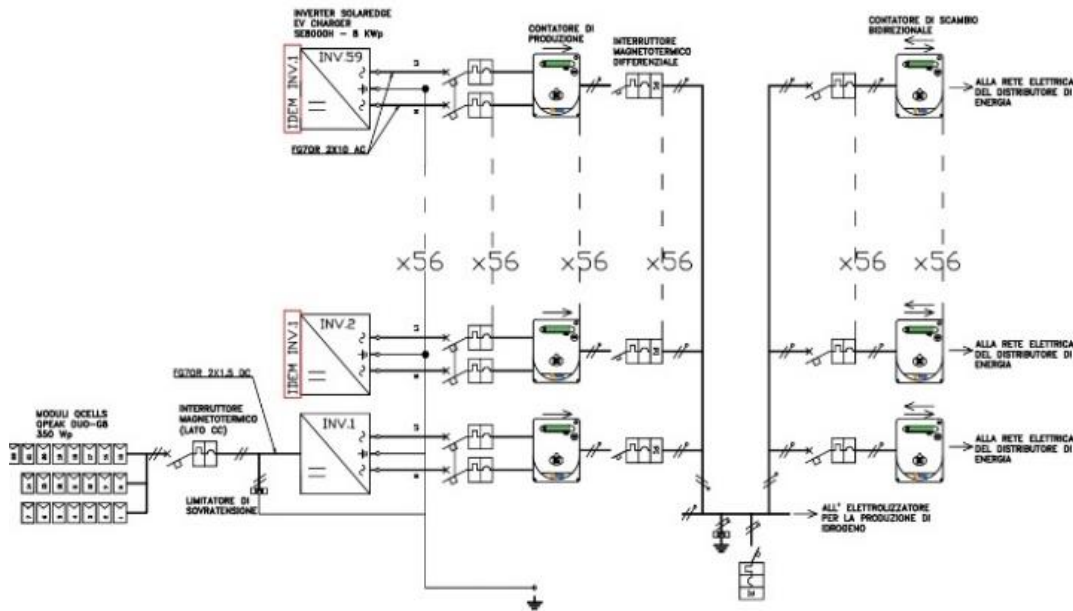 INVERTER SOLAREDGE
EV CHARGER
SE8000H - 8 KWp
CONTATORE DI
PRODUZIONE
INTERRUTTORE
MAGNETOTERMICO
DIFFERENZIALE
CONTATORE DI SCAMBIO
BIDIREZIONALE
IDEM INV.1
INV.59
ALLA RETE ELETTRICA
DEL DISTRIBUTORE DI
ENERGIA
FG7OR 2X10 AC
x56
x56
x56
x56
x56
x56
IDEM INV.1
INV.2
ALLA RETE ELETTRICA
DEL DISTRIBUTORE DI
ENERGIA
FG7OR 2X1.5 DC
MODULI QCELLS
QPEAK DUO-G8
350 Wp
INTERRUTTORE
MAGNETOTERMICO
(LATO CC)
INV.1
ALLA RETE ELETTRICA
DEL DISTRIBUTORE DI
ENERGIA
LIMITATORE DI
SOVRATENSIONE
ALL' ELETTROLIZZATORE
PER LA PRODUZIONE DI
IDROGENO